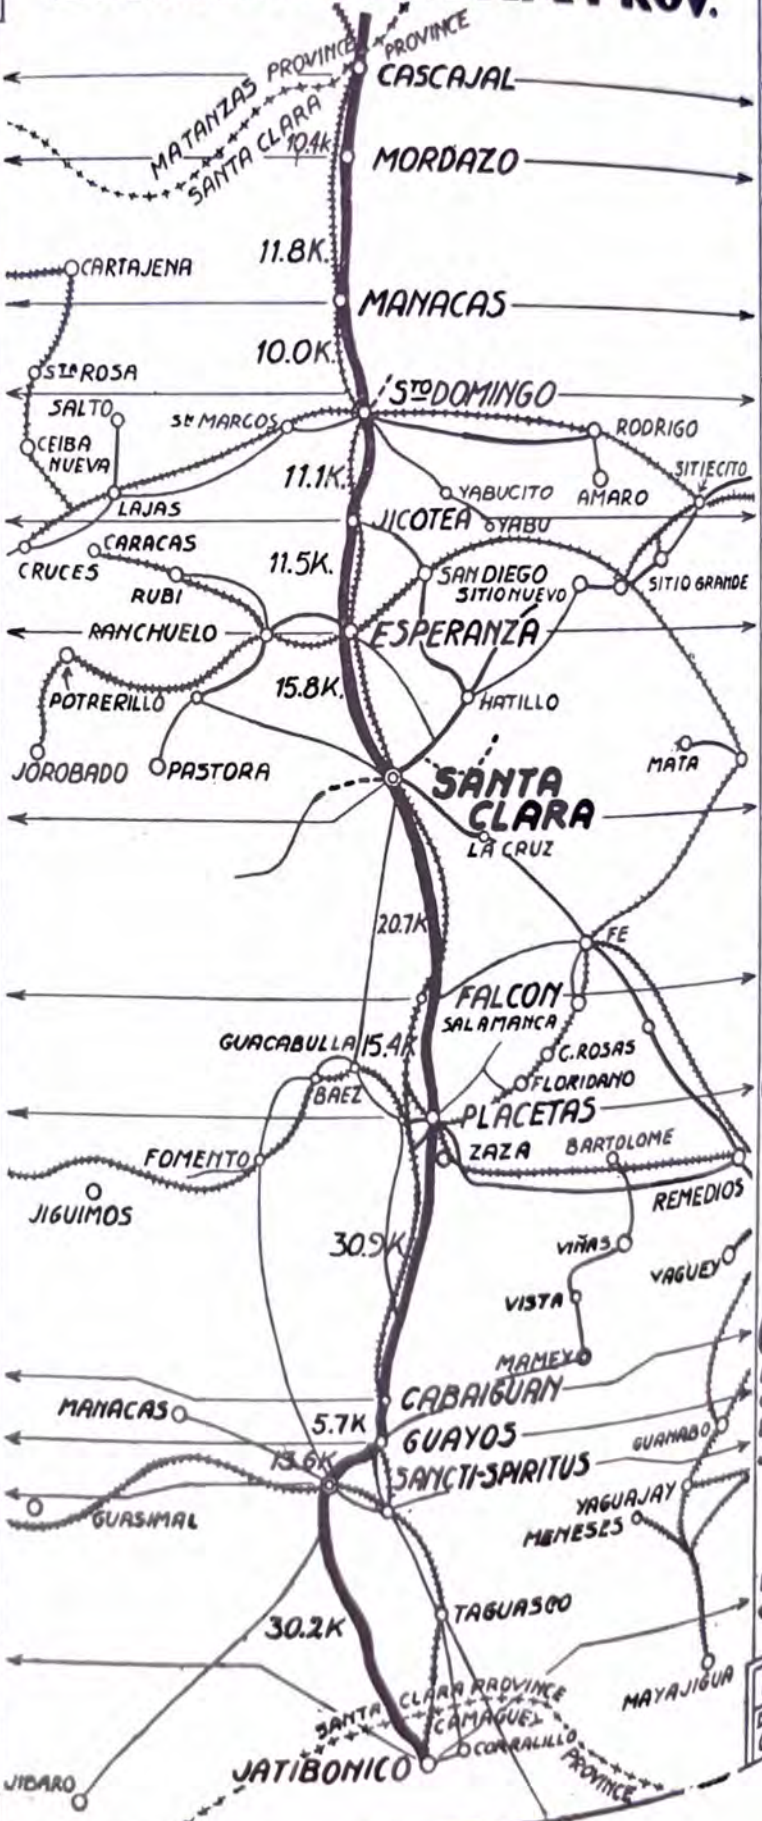 PROV.
MATANZAS PROVINCE
PROVINCE
SANTA CLARA
CASCAJAL
10.4K
MORDAZO
11.8K.
CARTAJENA
MANACAS
10.0K.
STA ROSA
STO DOMINGO
SALTO
RODRIGO
CEIBA
NUEVA
SITIECITO
11.1K
YABUCITO
AMARO
LAJAS
JICOTEA
YABU
CARACAS
CRUCES
11.5K.
SAN DIEGO
RUBI
SITIO NUEVO
SITIO GRANDE
RANCHUELO
ESPERANZA
15.8K.
POTRERILLO
HATILLO
JOROBADO
PASTORA
MATA
SANTA
CLARA
LA CRUZ
20.7K
FE
FALCON
SALAMANCA
GUACABULLA
15.4K
C.ROSAS
BAEZ
FLORIDANO
PLACETAS
FOMENTO
ZAZA
BARTOLOME
JIGUIMOS
REMEDIOS
30.9K
VIÑAS
VAGUEY
VISTA
MAMEY
CABAIGUAN
MANACAS
5.7K
GUAYOS
GUANABO
SANCTI-SPIRITUS
GUASIMAL
YAGUAJAY
MENESES
TAGUASCO
30.2K
MAYAJIGUA
SANTA CLARA PROVINCE
CAMAGUEY
PROVINCE
CORRALILLO
JATIBONICO
JIBARO